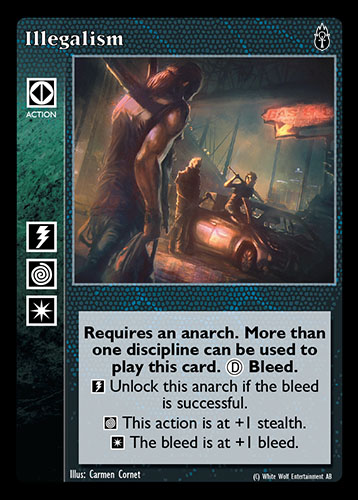 Illegalism
ACTION
Requires an anarch. More than
one discipline can be used to
play this card. Ⓓ Bleed.
Unlock this anarch if the bleed
is successful.
This action is at +1 stealth.
The bleed is at +1 bleed.
Illus: Carmen Cornet
(C) White Wolf Entertainment AB